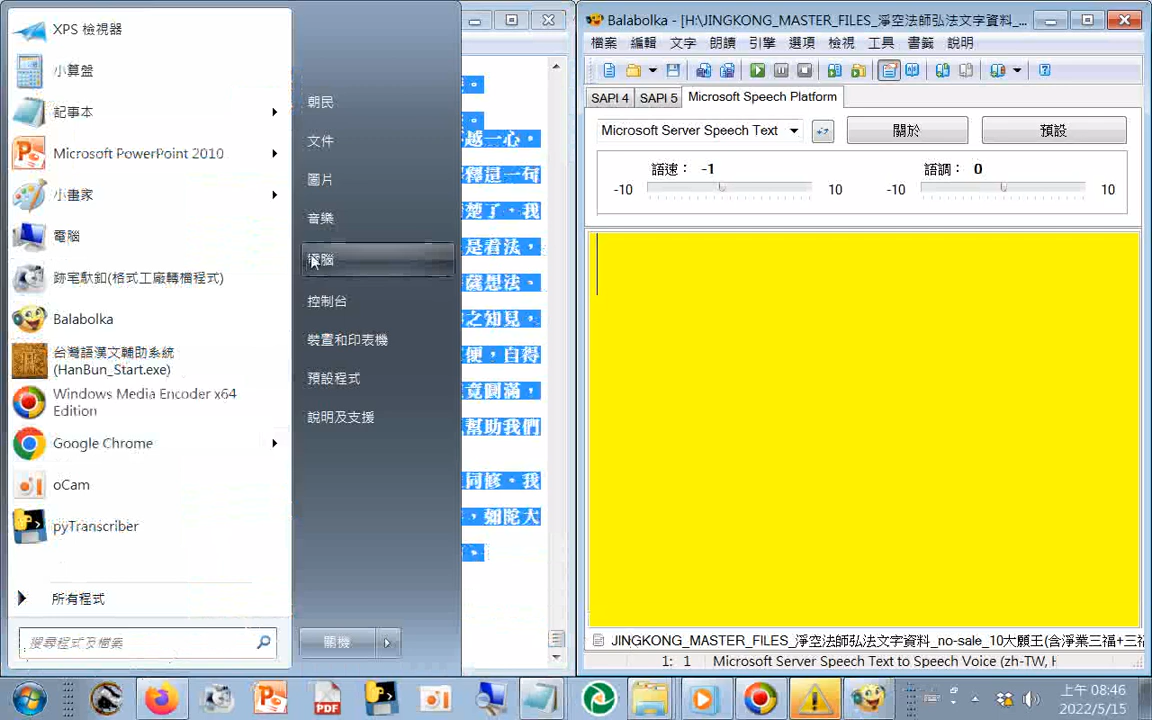 XPS 檢視器
小算盤
記事本
Microsoft PowerPoint 2010
小畫家
電腦
跡宅馱釦(格式工廠轉檔程式)
Balabolka
台灣語漢文輔助系統
(HanBun_Start.exe)
Windows Media Encoder x64
Edition
Google Chrome
oCam
pyTranscriber
所有程式
搜尋程式及檔案
朝民
文件
圖片
音樂
電腦
控制台
裝置和印表機
預設程式
說明及支援
關機
越一心。
釋這一句
楚了。我
是看法，
薩想法。
之知見。
便，自得
竟圓滿，
幫助我們
同修。我
，彌陀大
Balabolka - [H:\JINGKONG_MASTER_FILES_淨空法師弘法文字資料_...
檔案 編輯 文字 朗讀 引擎 選項 檢視 工具 書籤 說明
SAPI 4 SAPI 5 Microsoft Speech Platform
Microsoft Server Speech Text 關於 預設
語速： -1 語調： 0
-10 10 -10 10
JINGKONG_MASTER_FILES_淨空法師弘法文字資料_no-sale_10大願王(含淨業三福+三福
1: 1 Microsoft Server Speech Text to Speech Voice (zh-TW, H
PDF
上午 08:46
2022/5/15